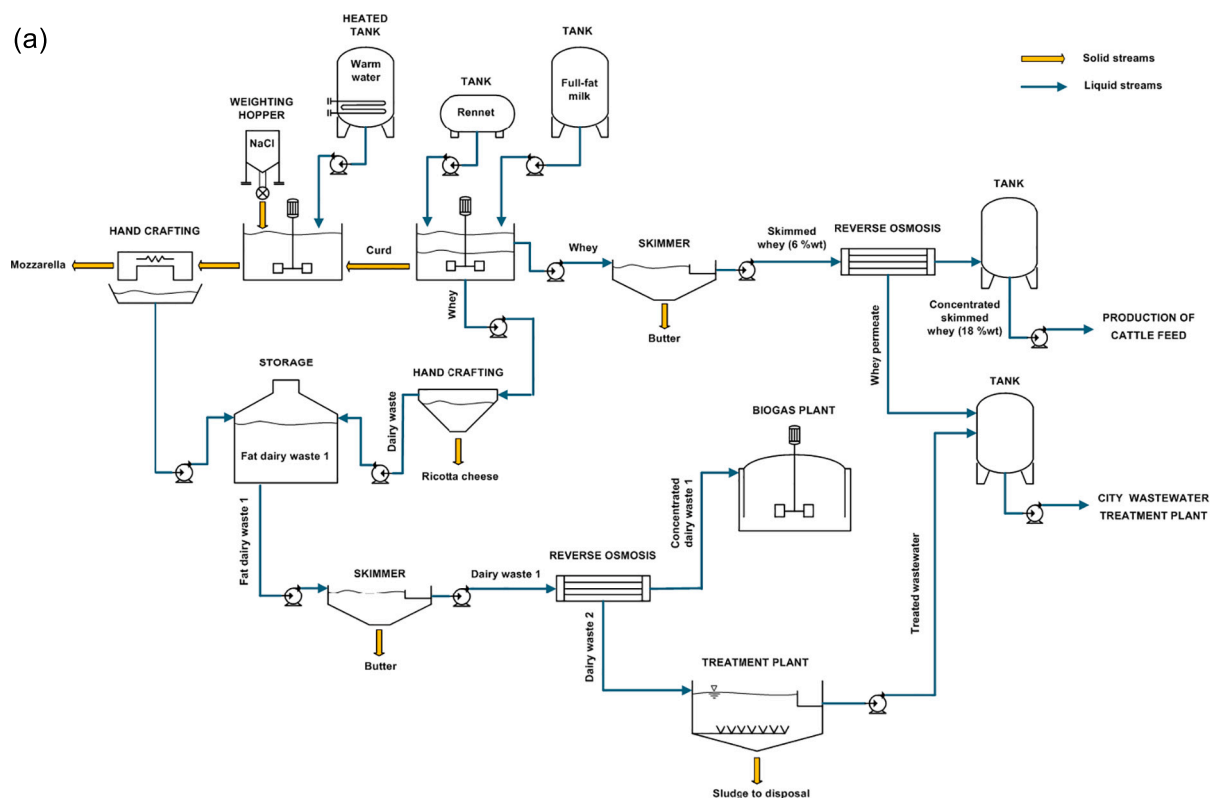 (a)
HEATED
TANK
Warm
water
TANK
Rennet
TANK
Full-fat
milk
Solid streams
Liquid streams
WEIGHTING
HOPPER
NaCl
HAND CRAFTING
Mozzarella
Curd
Whey
SKIMMER
Skimmed
whey (6 %wt)
REVERSE OSMOSIS
TANK
Butter
Whey
Concentrated
skimmed
whey (18 %wt)
PRODUCTION OF
CATTLE FEED
Whey permeate
STORAGE
Fat dairy waste 1
HAND CRAFTING
Dairy waste
Ricotta cheese
BIOGAS PLANT
TANK
CITY WASTEWATER
TREATMENT PLANT
Fat dairy waste 1
SKIMMER
Butter
Dairy waste 1
REVERSE OSMOSIS
Concentrated
dairy waste 1
Dairy waste 2
TREATMENT PLANT
Treated wastewater
Sludge to disposal